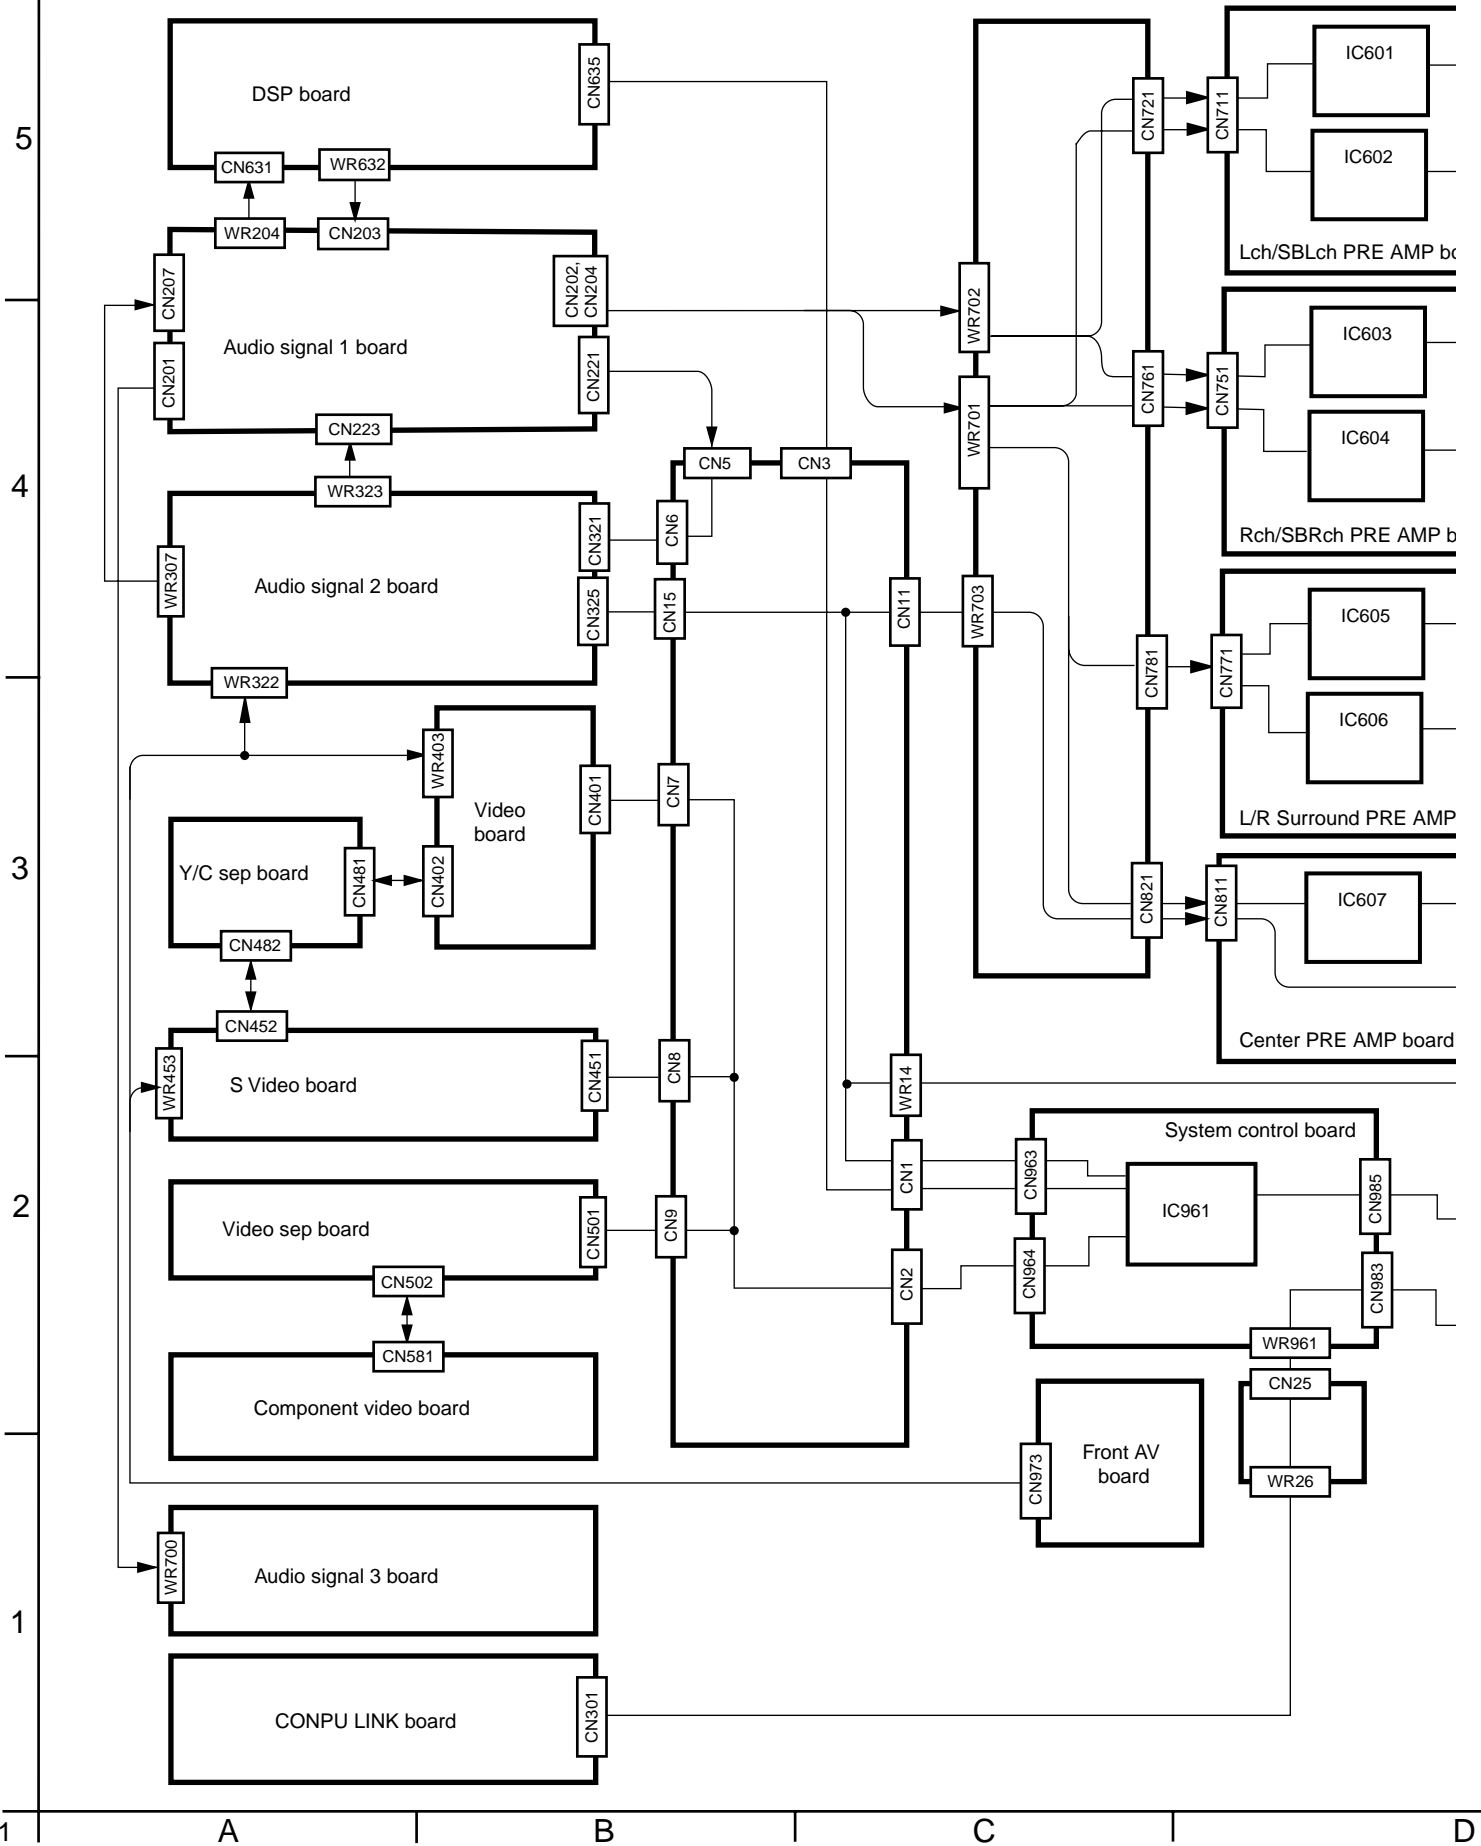 IC601
CN635
DSP board
CN721
CN711
5
IC602
CN631
WR632
WR204
CN203
Lch/SBLch PRE AMP
CN207
CN202,
CN204
WR702
IC603
Audio signal 1 board
CN201
CN221
CN761
CN751
CN223
WR701
IC604
CN5
CN3
4
WR323
CN321
CN6
Rch/SBRch PRE AMP
WR307
Audio signal 2 board
CN325
CN15
CN11
WR703
IC605
WR322
CN781
CN771
IC606
WR403
CN401
CN7
Video
board
L/R Surround PRE AMP
3
Y/C sep board
CN481
CN402
CN821
CN811
IC607
CN482
CN452
Center PRE AMP board
WR453
S Video board
CN451
CN8
WR14
System control board
CN963
CN1
CN985
2
Video sep board
CN501
CN9
IC961
CN502
CN2
CN964
CN983
WR961
CN581
CN25
Component video board
Front AV
board
CN973
WR26
WR700
Audio signal 3 board
1
CONPU LINK board
CN301
1
A
B
C
D